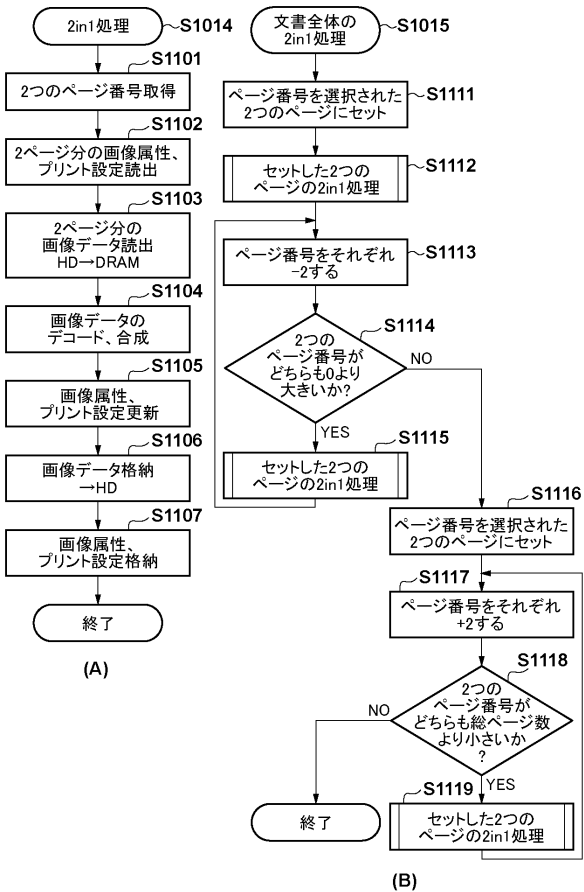 2in1処理
S1014
S1101
2つのページ番号取得
S1102
2ページ分の画像属性、
プリント設定読出
S1103
2ページ分の
画像データ読出
HD→DRAM
S1104
画像データの
デコード、合成
S1105
画像属性、
プリント設定更新
S1106
画像データ格納
→HD
S1107
画像属性、
プリント設定格納
終了
(A)
文書全体の
2in1処理
S1015
S1111
ページ番号を選択された
2つのページにセット
S1112
セットした2つの
ページの2in1処理
S1113
ページ番号をそれぞれ
-2する
S1114
2つの
ページ番号が
どちらも0より
大きいか?
NO
YES
S1115
セットした2つの
ページの2in1処理
S1116
ページ番号を選択された
2つのページにセット
S1117
ページ番号をそれぞれ
+2する
S1118
2つの
ページ番号が
どちらも総ページ数
より小さいか
?
NO
YES
S1119
セットした2つの
ページの2in1処理
終了
(B)